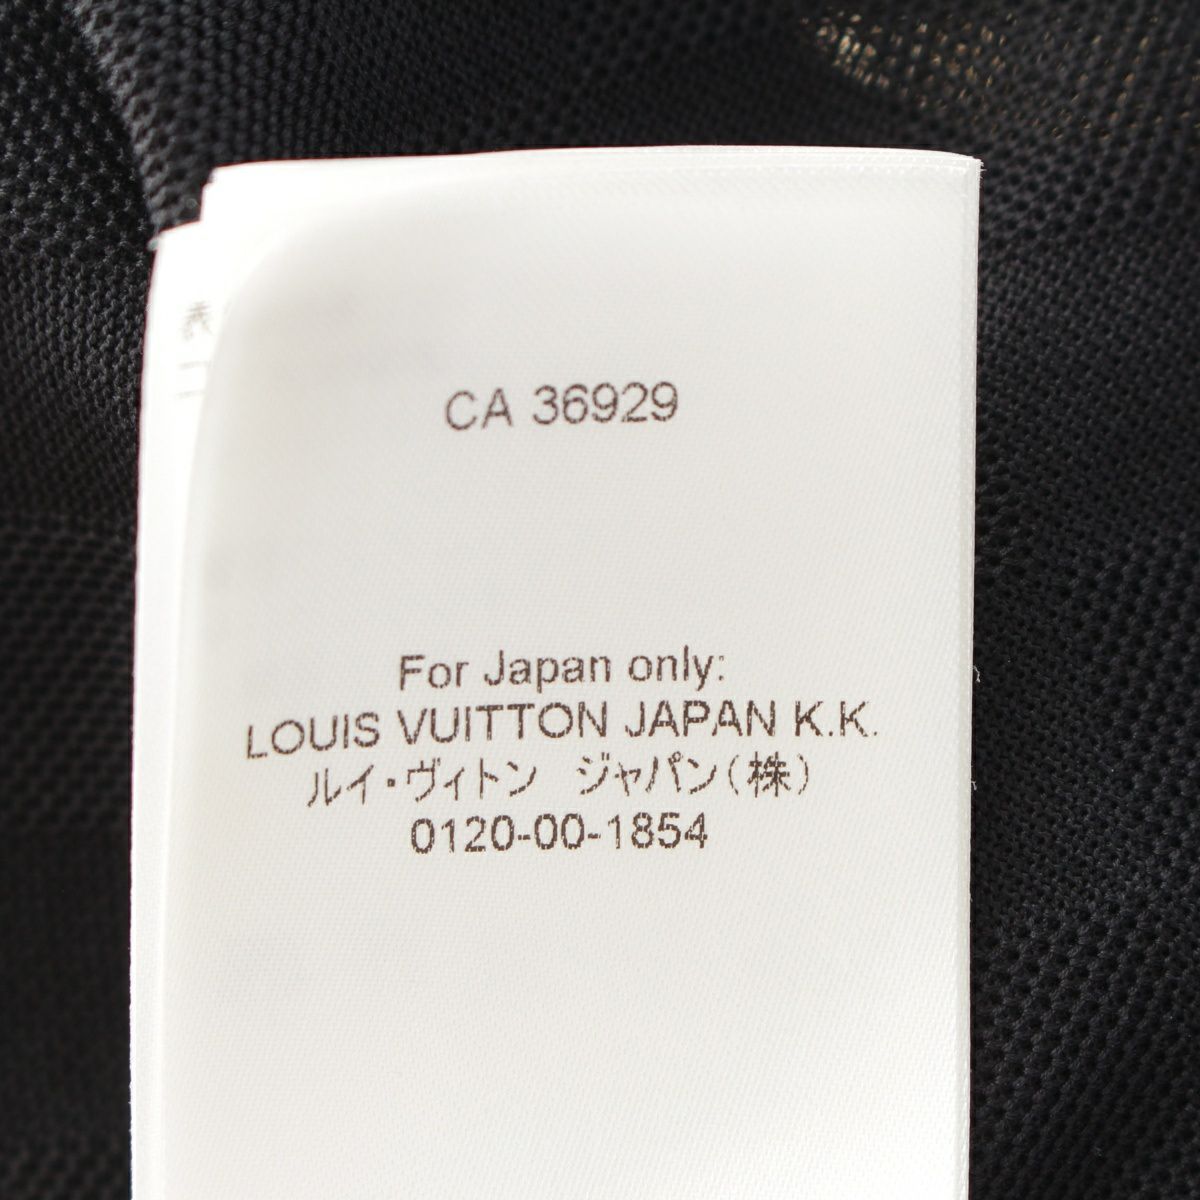 CA 36929
For Japan only:
LOUIS VUITTON JAPAN K.K.
ルイ・ヴィトン　ジャパン(株)
0120-00-1854